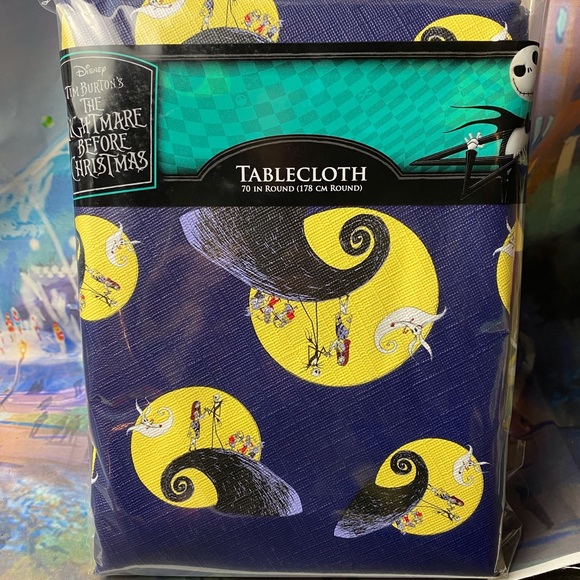 Disney
TIM BURTON'S
THE
NIGHTMARE
BEFORE
CHRISTMAS
TABLECLOTH
70 IN ROUND (178 CM ROUND)